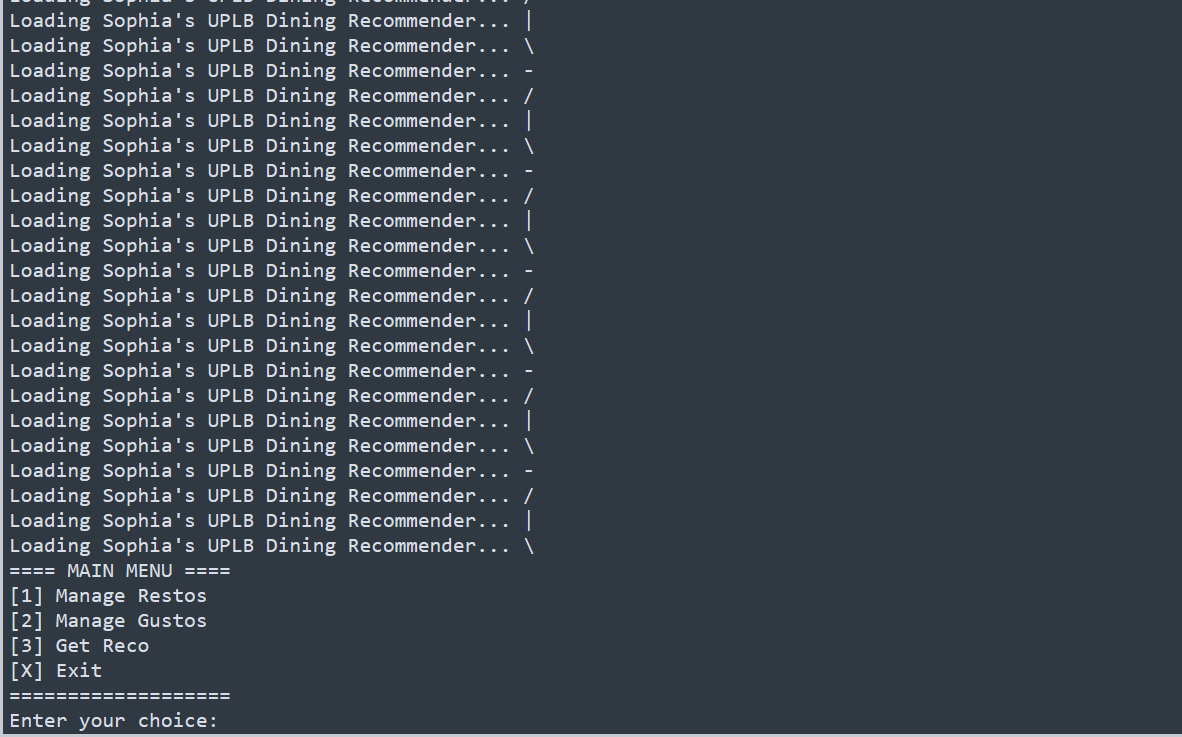 Loading Sophia's UPLB Dining Recommender... /
Loading Sophia's UPLB Dining Recommender... |
Loading Sophia's UPLB Dining Recommender... \
Loading Sophia's UPLB Dining Recommender... -
Loading Sophia's UPLB Dining Recommender... /
Loading Sophia's UPLB Dining Recommender... |
Loading Sophia's UPLB Dining Recommender... \
Loading Sophia's UPLB Dining Recommender... -
Loading Sophia's UPLB Dining Recommender... /
Loading Sophia's UPLB Dining Recommender... |
Loading Sophia's UPLB Dining Recommender... \
Loading Sophia's UPLB Dining Recommender... -
Loading Sophia's UPLB Dining Recommender... /
Loading Sophia's UPLB Dining Recommender... |
Loading Sophia's UPLB Dining Recommender... \
Loading Sophia's UPLB Dining Recommender... -
Loading Sophia's UPLB Dining Recommender... /
Loading Sophia's UPLB Dining Recommender... |
Loading Sophia's UPLB Dining Recommender... \
Loading Sophia's UPLB Dining Recommender... -
Loading Sophia's UPLB Dining Recommender... /
Loading Sophia's UPLB Dining Recommender... |
Loading Sophia's UPLB Dining Recommender... \
==== MAIN MENU ====
[1] Manage Restos
[2] Manage Gustos
[3] Get Reco
[X] Exit
===================
Enter your choice: